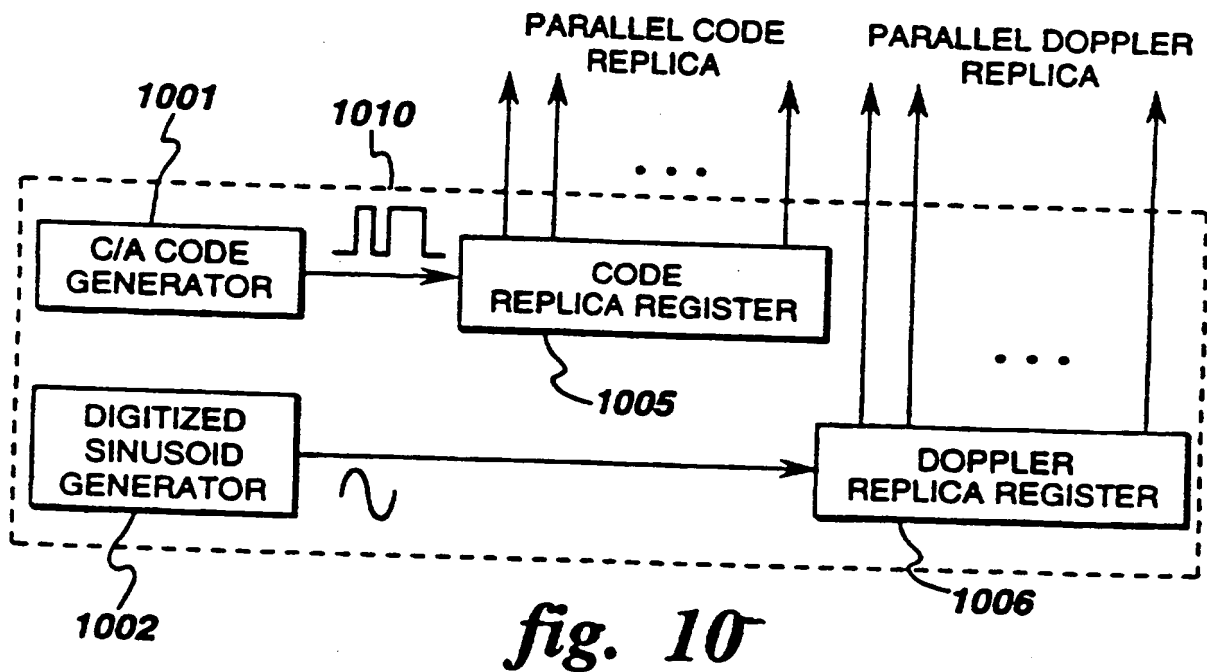 PARALLEL CODE
REPLICA
PARALLEL DOPPLER
REPLICA
1001
1010
C/A CODE
GENERATOR
CODE
REPLICA REGISTER
1005
DIGITIZED
SINUSOID
GENERATOR
DOPPLER
REPLICA REGISTER
1002
1006
fig. 10